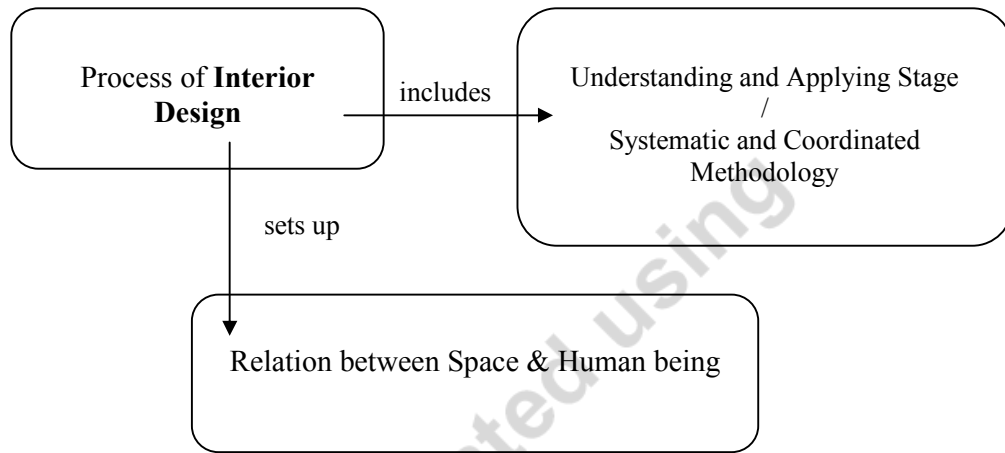 Process of Interior
Design
includes
Understanding and Applying Stage
/
Systematic and Coordinated
Methodology
sets up
Relation between Space & Human being
using